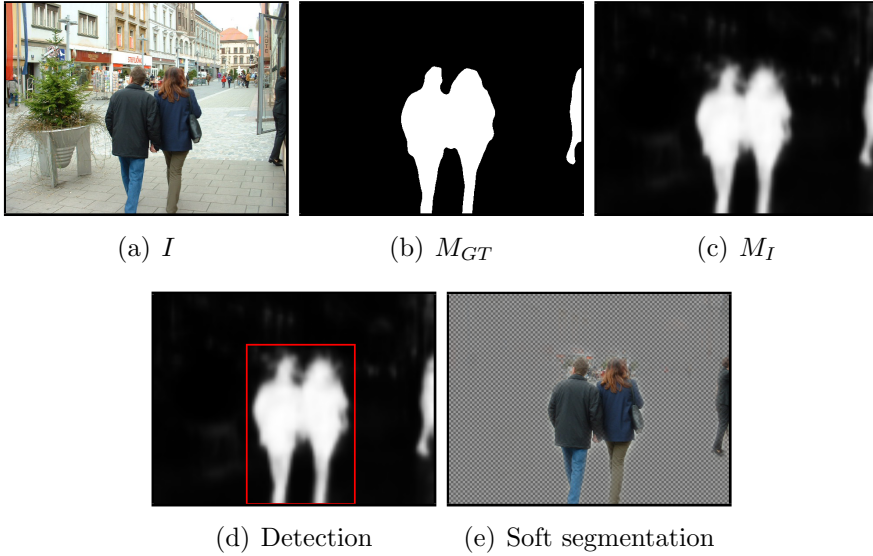 (a) I
(b) M_GT
(c) M_I
(d) Detection
(e) Soft segmentation